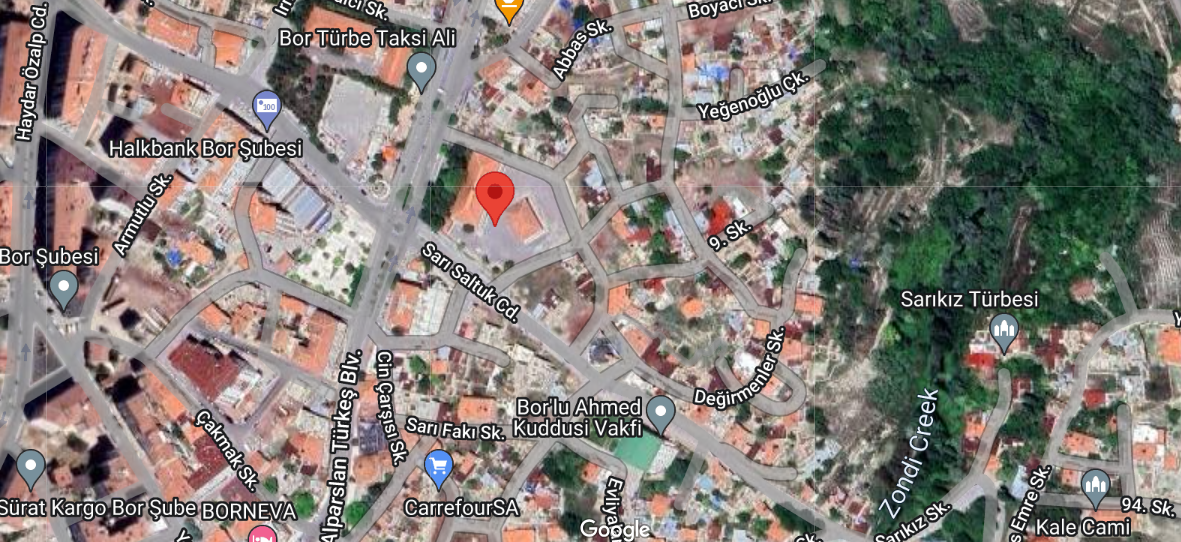 Haydar Özalp Cd.
Bor Türbe Taksi Ali
Abbas Sk.
Boyacı Sk.
Yeğenoğlu Çk.
Halkbank Bor Şubesi
Armutlu Sk.
Bor Şubesi
Sarı Saltuk Cd.
9. Sk.
Sarıkız Türbesi
Alparslan Türkeş Blv.
Cin Çarşısı Sk.
Değirmenler Sk.
Bor'lu Ahmed
Kuddusi Vakfi
Sarı Fakı Sk.
Çakmak Sk.
Zondi Creek
Sürat Kargo Bor Şube
BORNEVA
CarrefourSA
Google
Sarıkız Sk.
Emre Sk.
Kale Cami
94. Sk.